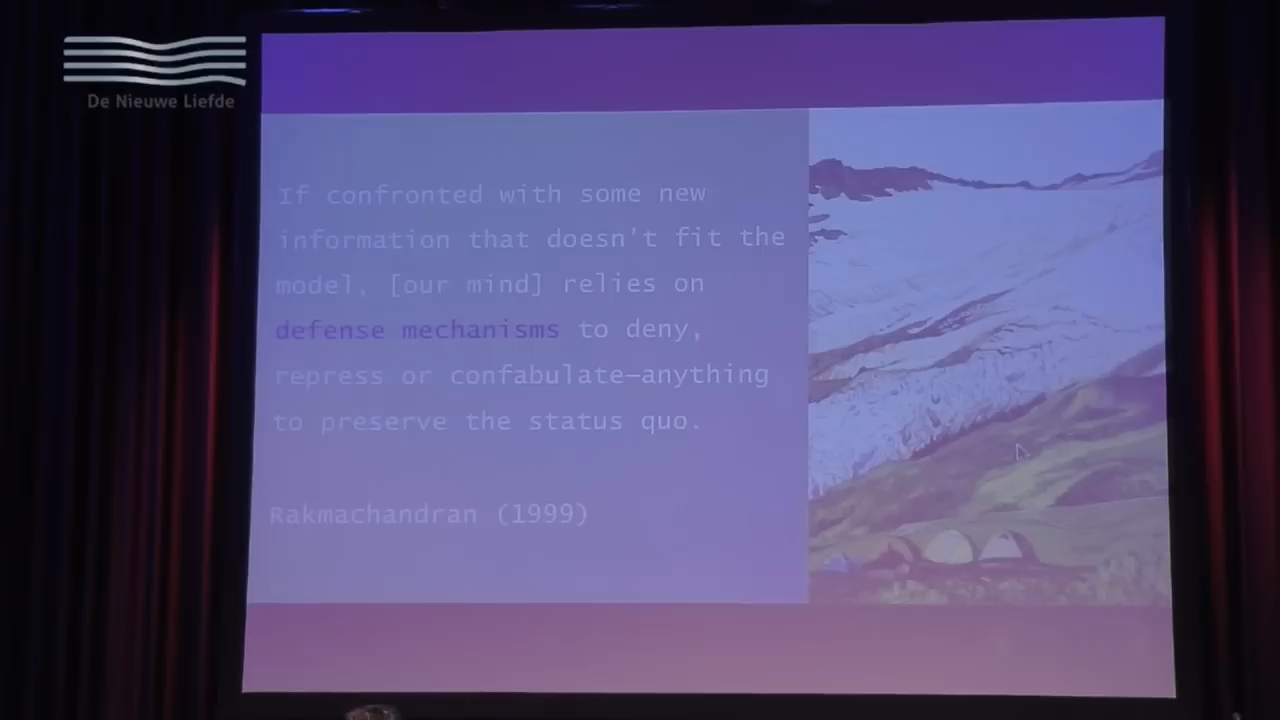 De Nieuwe Liefde
If confronted with some new
information that doesn't fit the
model, [our mind] relies on
defense mechanisms to deny,
repress or confabulate—anything
to preserve the status quo.
Rakmachandran (1999)